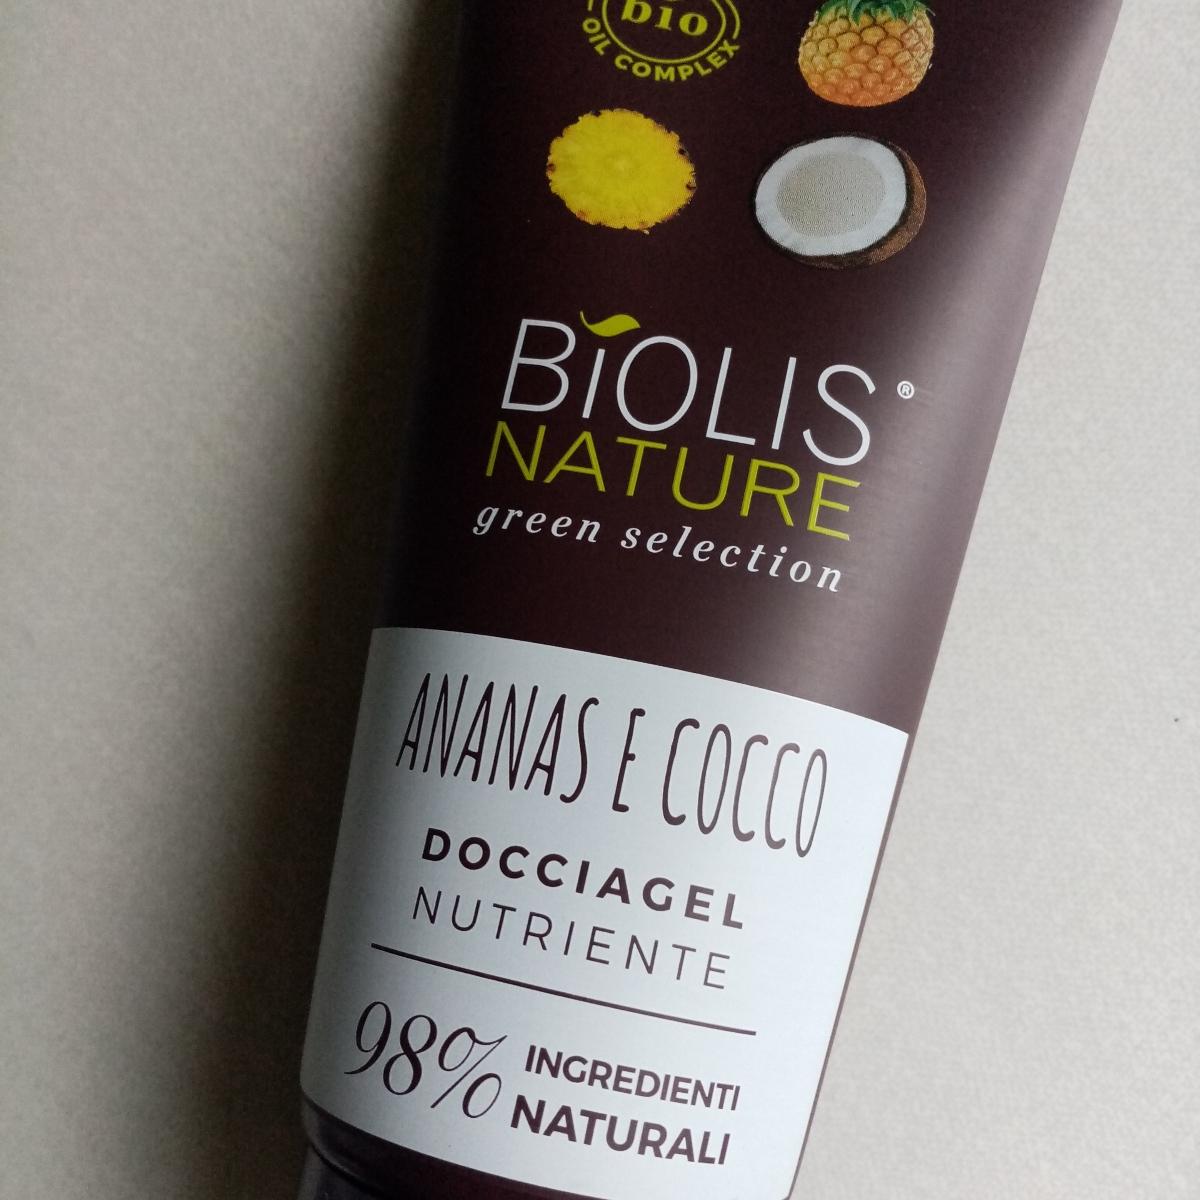 bio
OIL COMPLEX
BIOLIS®
NATURE
green selection
ANANAS E COCCO
DOCCIAGEL
NUTRIENTE
98% INGREDIENTI
NATURALI